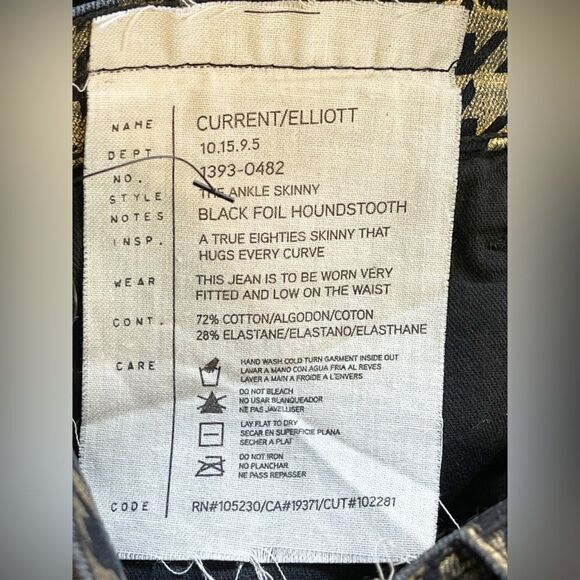 NAME CURRENT/ELLIOTT
DEPT 10.15.9.5
NO. 1393-0482
STYLE THE ANKLE SKINNY
NOTES BLACK FOIL HOUNDSTOOTH
INSP. A TRUE EIGHTIES SKINNY THAT
HUGS EVERY CURVE
WEAR THIS JEAN IS TO BE WORN VERY
FITTED AND LOW ON THE WAIST
CONT. 72% COTTON/ALGODON/COTON
28% ELASTANE/ELASTANO/ELASTHANE
CARE HAND WASH COLD TURN GARMENT INSIDE OUT
LAVAR A MANO CON AGUA FRIA AL REVES
LAVER A MAIN A FROIDE A L'ENVERS
DO NOT BLEACH
NO USAR BLANQUEADOR
NE PAS JAVELLISER
LAY FLAT TO DRY
SECAR EN SUPERFICIE PLANA
SECHER A PLAT
DO NOT IRON
NO PLANCHAR
NE PAS REPASSER
CODE RN#105230/CA#19371/CUT#102281